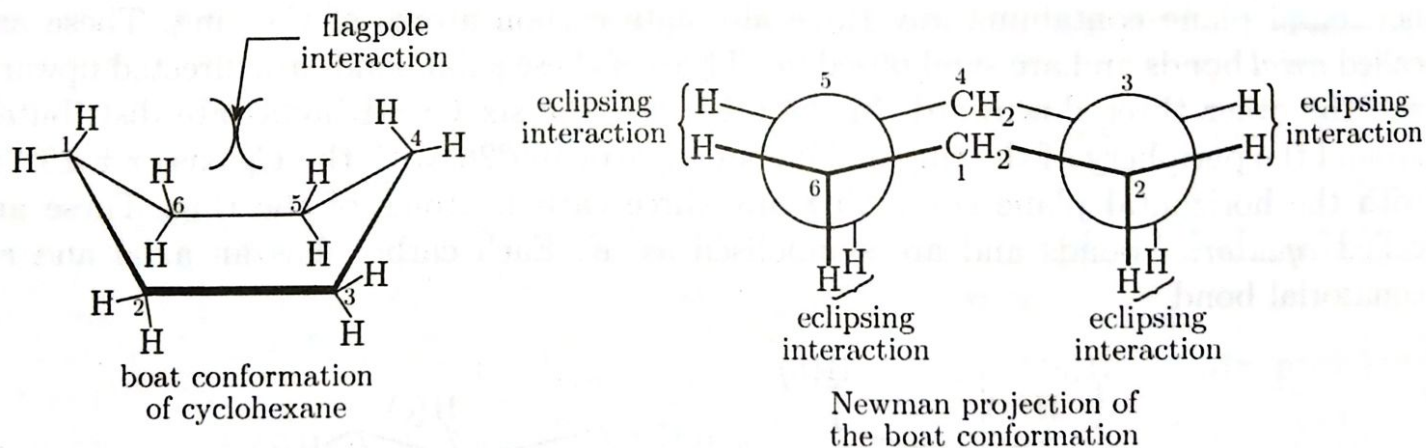 flagpole
interaction
H
H
1
H
H
4
H
6
H
5
H
H
H
2
H
H
3
H
boat conformation
of cyclohexane
eclipsing
interaction
H
H
5
4
CH2
CH2
1
6
3
2
H
H
eclipsing
interaction
H
H
eclipsing
interaction
H
H
eclipsing
interaction
Newman projection of
the boat conformation